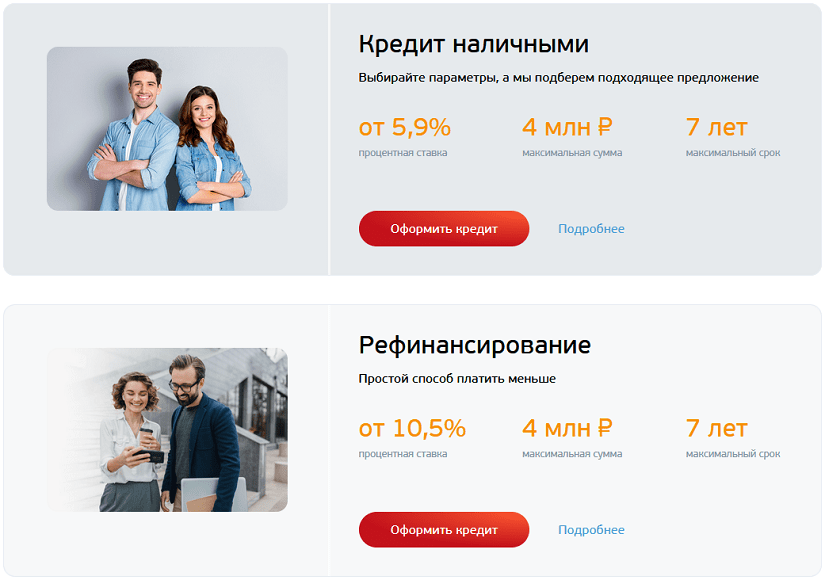 Кредит наличными
Выбирайте параметры, а мы подберем подходящее предложение
от 5,9% 4 млн ₽ 7 лет
процентная ставка максимальная сумма максимальный срок
Оформить кредит Подробнее
Рефинансирование
Простой способ платить меньше
от 10,5% 4 млн ₽ 7 лет
процентная ставка максимальная сумма максимальный срок
Оформить кредит Подробнее